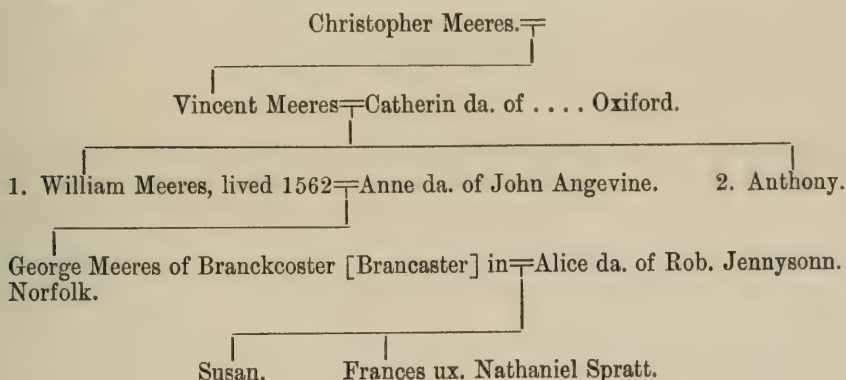 Christopher Meeres.
Vincent Meeres Catherin da. of . . . . Oxiford.
1. William Meeres, lived 1562 Anne da. of John Angevine. 2. Anthony.
George Meeres of Branckcoster [Brancaster] in Alice da. of Rob. Jennysonn.
Norfolk.
Susan. Frances ux. Nathaniel Spratt.